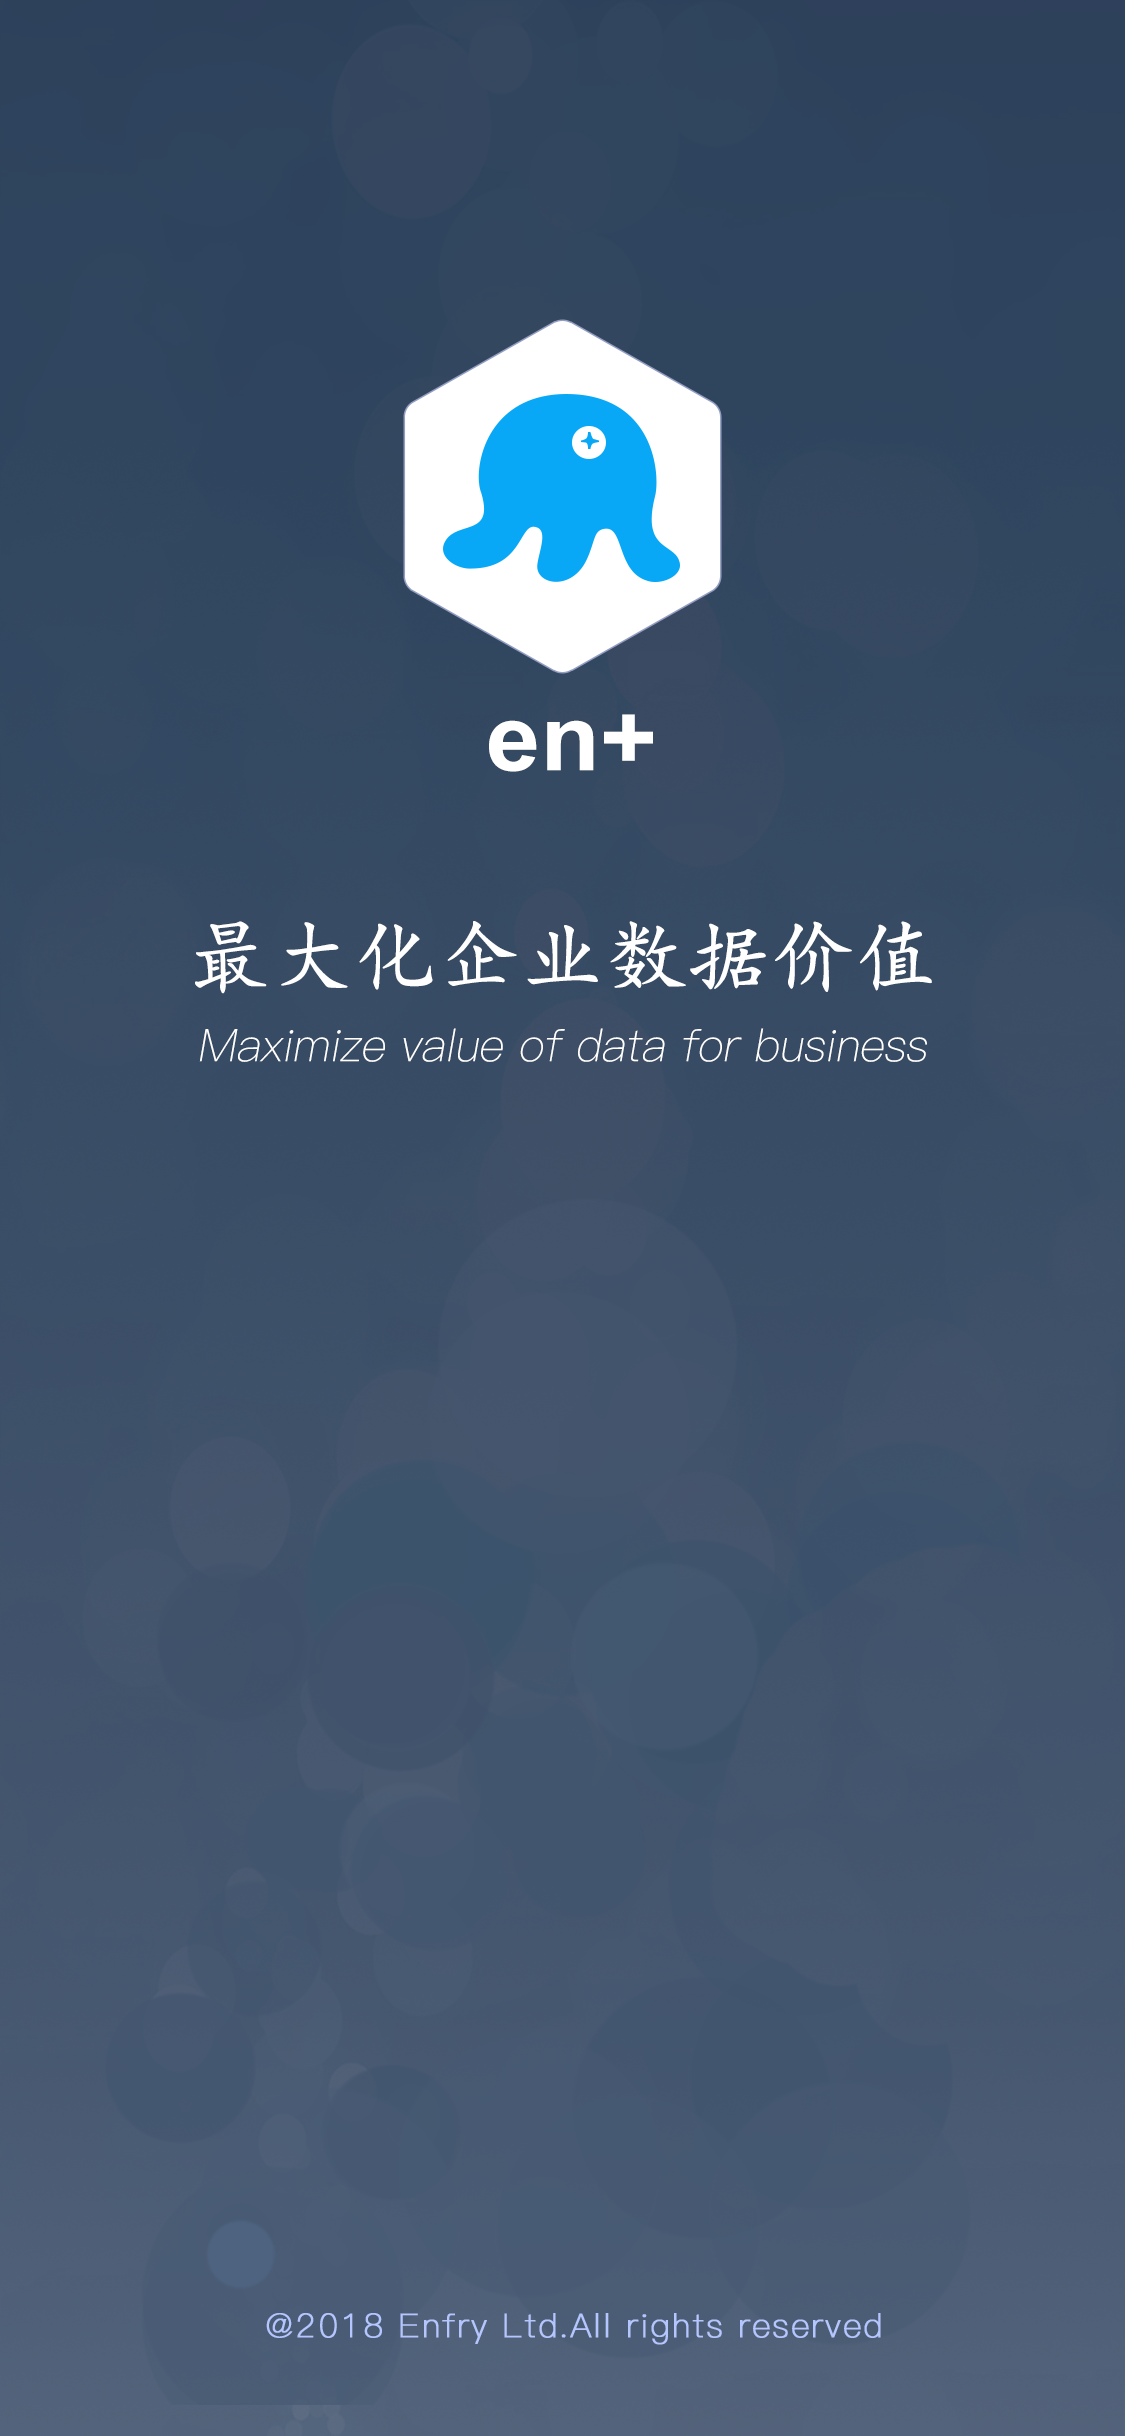 en+
最大化企业数据价值
Maximize value of data for business
@2018 Enfry Ltd.All rights reserved